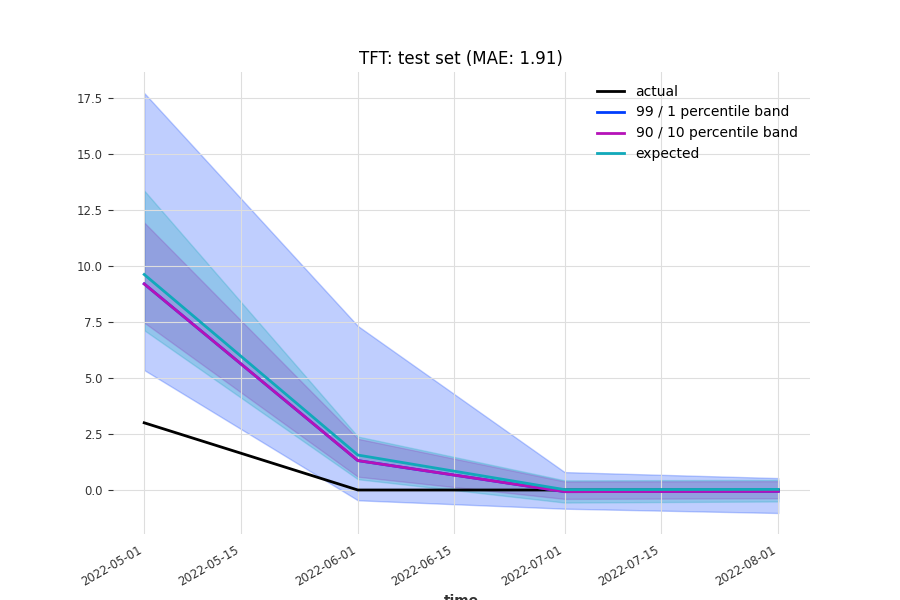 TFT: test set (MAE: 1.91)
actual
99 / 1 percentile band
90 / 10 percentile band
expected
17.5
15.0
12.5
10.0
7.5
5.0
2.5
0.0
2022-05-01
2022-05-15
2022-06-01
2022-06-15
2022-07-01
2022-07-15
2022-08-01
time